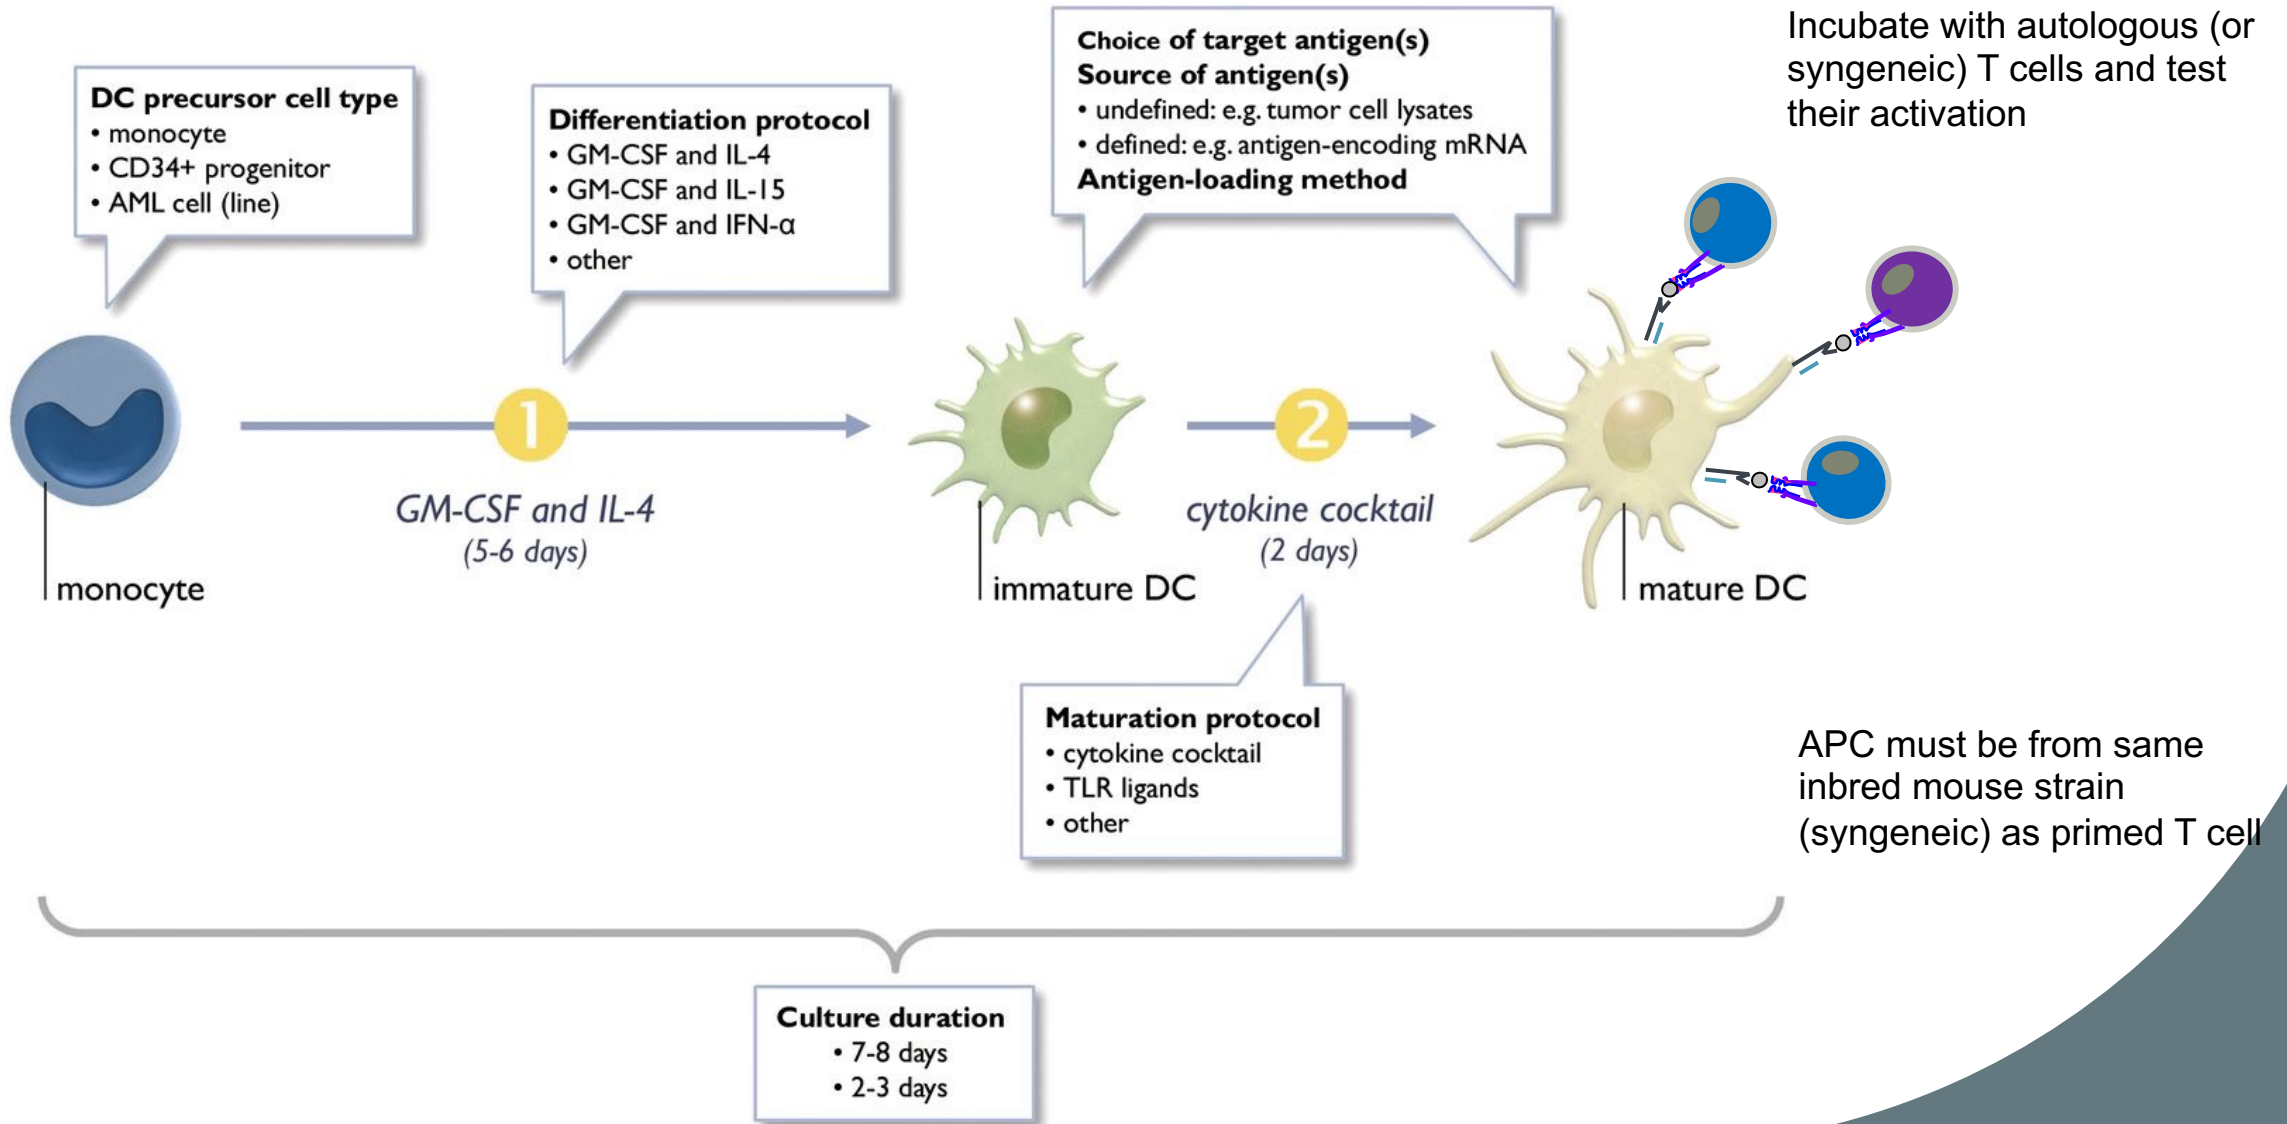 DC precursor cell type
• monocyte
• CD34+ progenitor
• AML cell (line)
Differentiation protocol
• GM-CSF and IL-4
• GM-CSF and IL-15
• GM-CSF and IFN-α
• other
Choice of target antigen(s)
Source of antigen(s)
• undefined: e.g. tumor cell lysates
• defined: e.g. antigen-encoding mRNA
Antigen-loading method
Incubate with autologous (or
syngeneic) T cells and test
their activation
1
GM-CSF and IL-4
(5-6 days)
2
cytokine cocktail
(2 days)
monocyte
immature DC
mature DC
Maturation protocol
• cytokine cocktail
• TLR ligands
• other
APC must be from same
inbred mouse strain
(syngeneic) as primed T cell
Culture duration
• 7-8 days
• 2-3 days